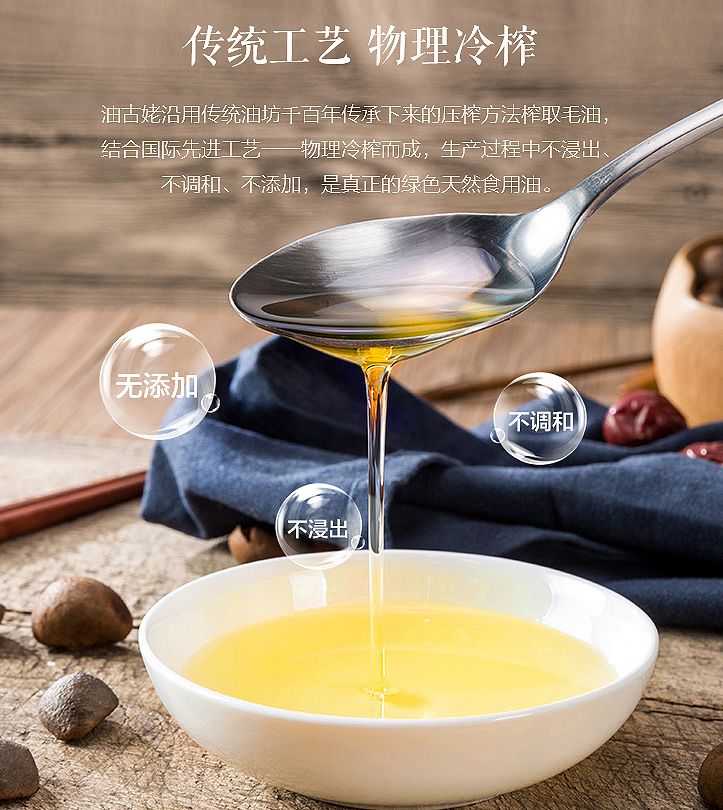 传统工艺 物理冷榨
油古姥沿用传统油坊千百年传承下来的压榨方法榨取毛油，
结合国际先进工艺——物理冷榨而成，生产过程中不浸出、
不调和、不添加，是真正的绿色天然食用油。
无添加
不调和
不浸出